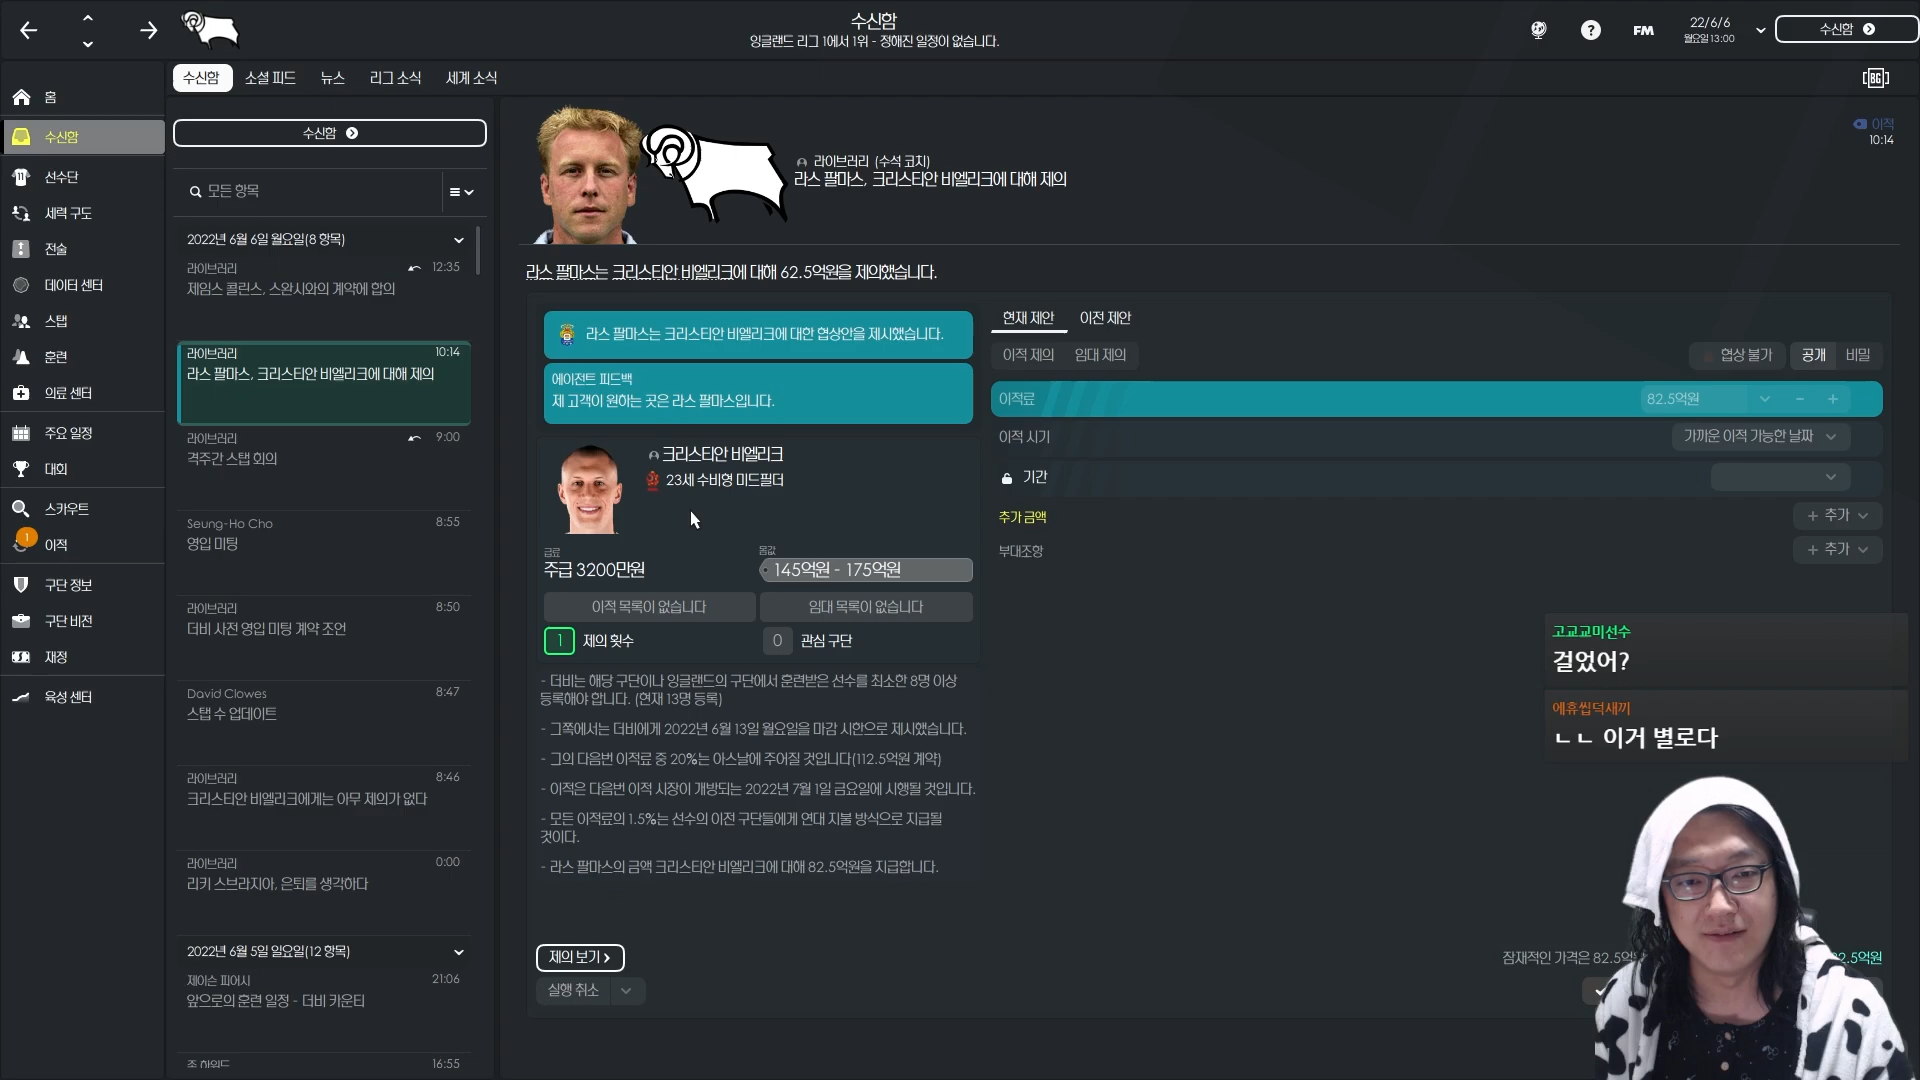 수신함
잉글랜드 리그 1에서 1위 - 정해진 일정이 없습니다.
FM
22/6/6
월요일 13:00
수신함
수신함
소셜 피드
뉴스
리그 소식
세계 소식
BG
홈
수신함
선수단
세력 구도
전술
데이터 센터
스탭
훈련
의료 센터
주요 일정
대회
스카우트
1
이적
구단 정보
구단 비전
재정
육성 센터
수신함
모든 항목
2022년 6월 6일 월요일(8 항목)
라이브러리
12:35
제임스 콜린스, 스완시와의 계약에 합의
라이브러리
10:14
라스 팔마스, 크리스티안 비엘리크에 대해 제의
라이브러리
9:00
격주간 스탭 회의
Seung-Ho Cho
8:55
영입 미팅
라이브러리
8:50
더비 사전 영입 미팅 계약 조언
David Clowes
8:47
스탭 수 업데이트
라이브러리
8:46
크리스티안 비엘리크에게는 아무 제의가 없다
라이브러리
0:00
리키 스브라지아, 은퇴를 생각하다
2022년 6월 5일 일요일(12 항목)
제이슨 피어시
21:06
앞으로의 훈련 일정 - 더비 카운티
16:55
라이브러리 (수석 코치)
라스 팔마스, 크리스티안 비엘리크에 대해 제의
이적
10:14
라스 팔마스는 크리스티안 비엘리크에 대해 62.5억원을 제의했습니다.
라스 팔마스는 크리스티안 비엘리크에 대한 협상안을 제시했습니다.
에이전트 피드백
제 고객이 원하는 곳은 라스 팔마스입니다.
크리스티안 비엘리크
23세 수비형 미드필더
급료
주급 3200만원
몸값
145억원 - 175억원
이적 목록이 없습니다
임대 목록이 없습니다
1
제의 횟수
0
관심 구단
- 더비는 해당 구단이나 잉글랜드의 구단에서 훈련받은 선수를 최소한 8명 이상
등록해야 합니다. (현재 13명 등록)
- 그쪽에서는 더비에게 2022년 6월 13일 월요일을 마감 시한으로 제시했습니다.
- 그의 다음번 이적료 중 20%는 아스날에 주어질 것입니다(112.5억원 계약)
- 이적은 다음번 이적 시장이 개방되는 2022년 7월 1일 금요일에 시행될 것입니다.
- 모든 이적료의 1.5%는 선수의 이전 구단들에게 연대 지불 방식으로 지급될
것이다.
- 라스 팔마스의 금액 크리스티안 비엘리크에 대해 82.5억원을 지급합니다.
제의 보기
실행 취소
현재 제안
이전 제안
이적 제의
임대 제의
협상 불가
공개
비밀
이적료
82.5억원
이적 시기
가까운 이적 가능한 날짜
기간
추가 금액
+ 추가
부대조항
+ 추가
고교교미선수
걸었어?
에휴씹덕새끼
ㄴㄴ 이거 별로다
잠재적인 가격은 82.5억
2.5억원